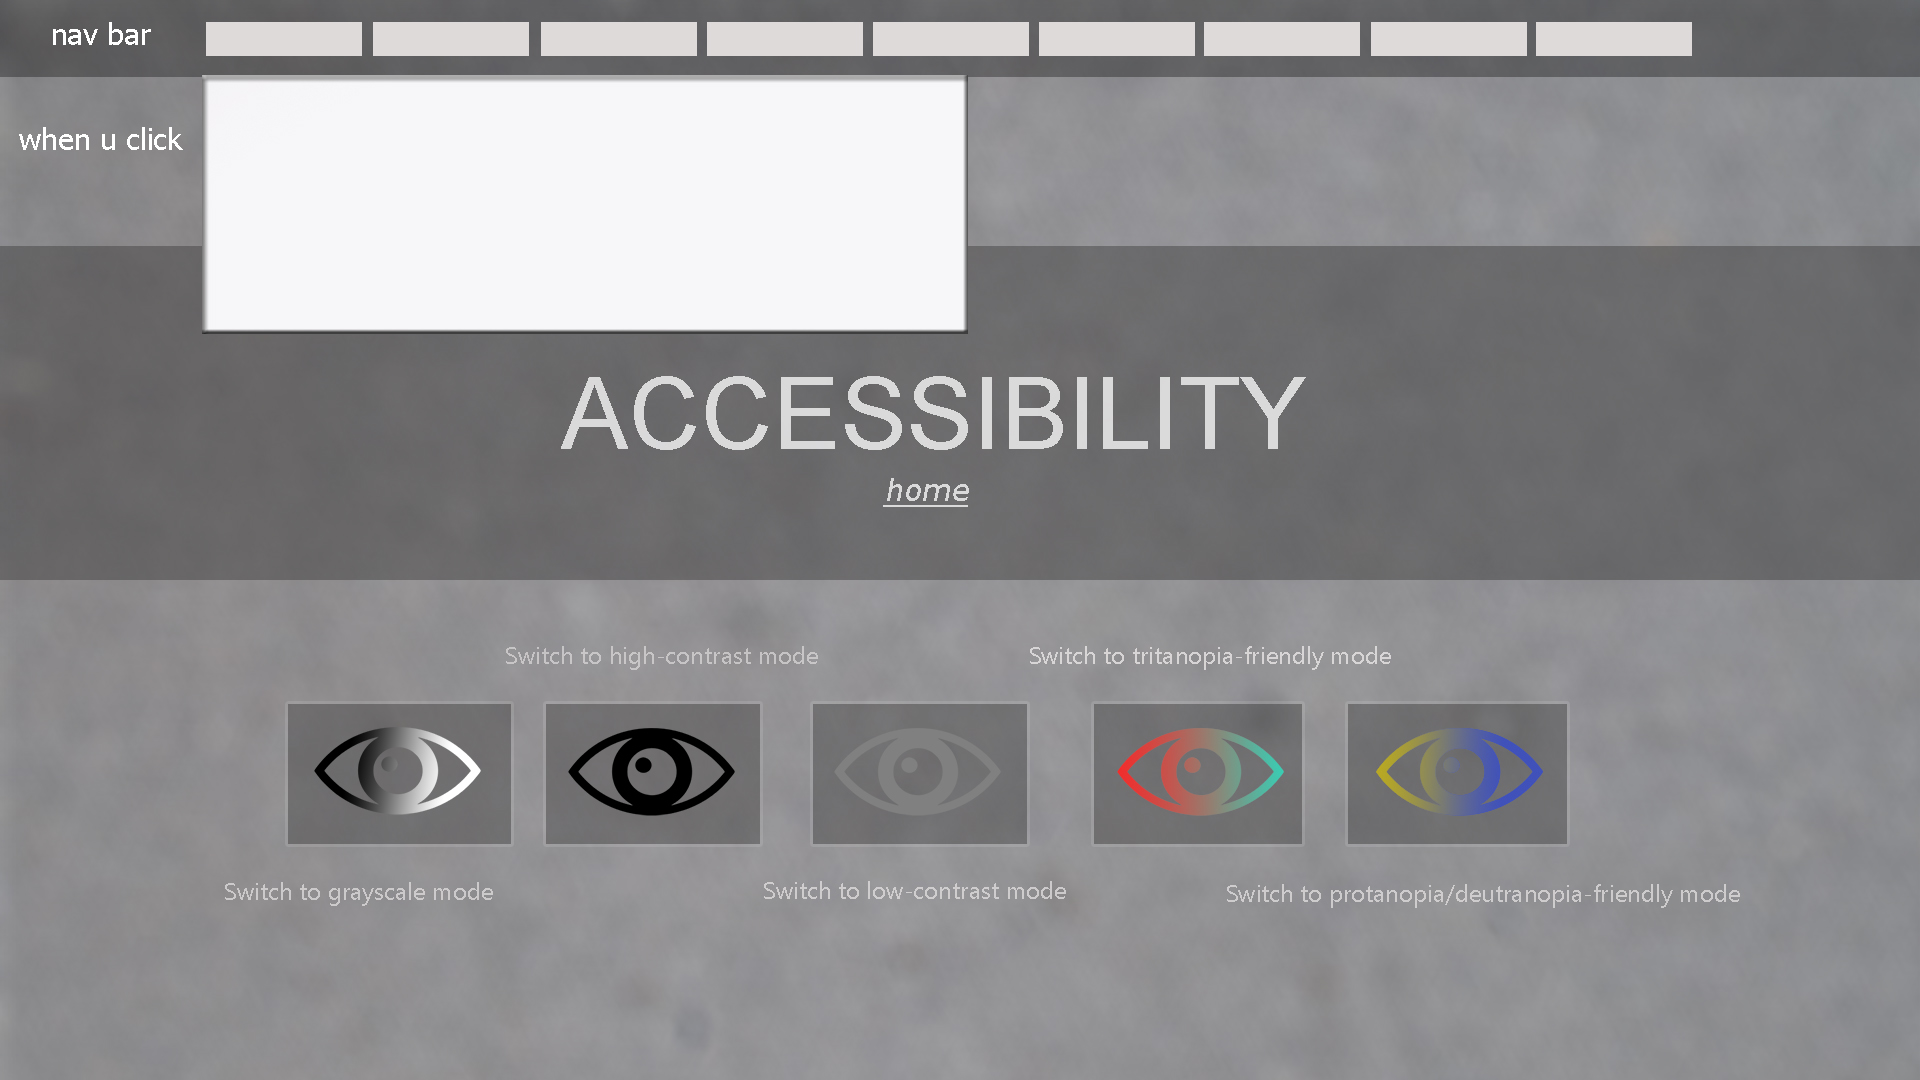 nav bar
when u click
ACCESSIBILITY
home
Switch to high-contrast mode
Switch to tritanopia-friendly mode
Switch to grayscale mode
Switch to low-contrast mode
Switch to protanopia/deutranopia-friendly mode